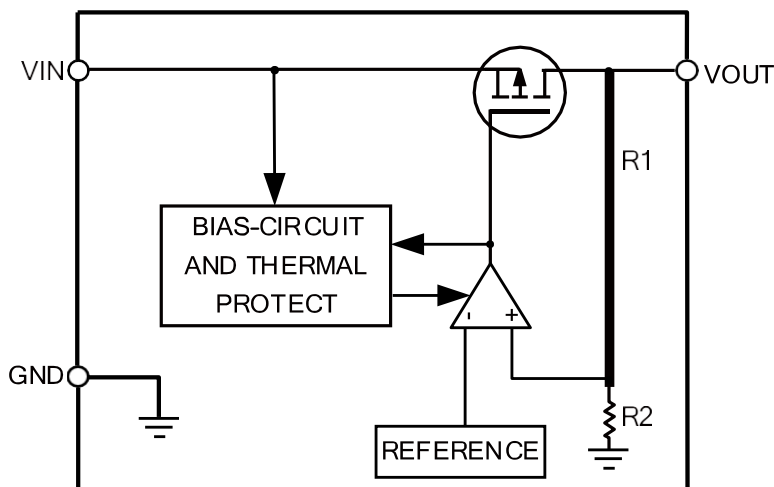 VIN
VOUT
R1
BIAS-CIRCUIT
AND THERMAL
PROTECT
- +
GND
R2
REFERENCE